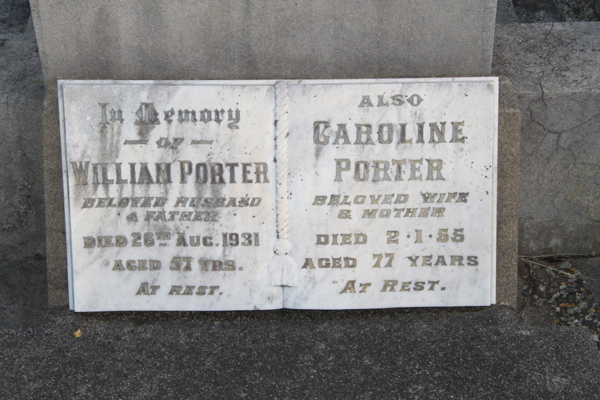 In Memory
— OF —
WILLIAM PORTER
BELOVED HUSBAND
& FATHER
DIED 26TH AUG. 1931
AGED 57 YRS.
AT REST.
ALSO
CAROLINE
PORTER
BELOVED WIFE
& MOTHER
DIED 2·1·55
AGED 77 YEARS
AT REST.